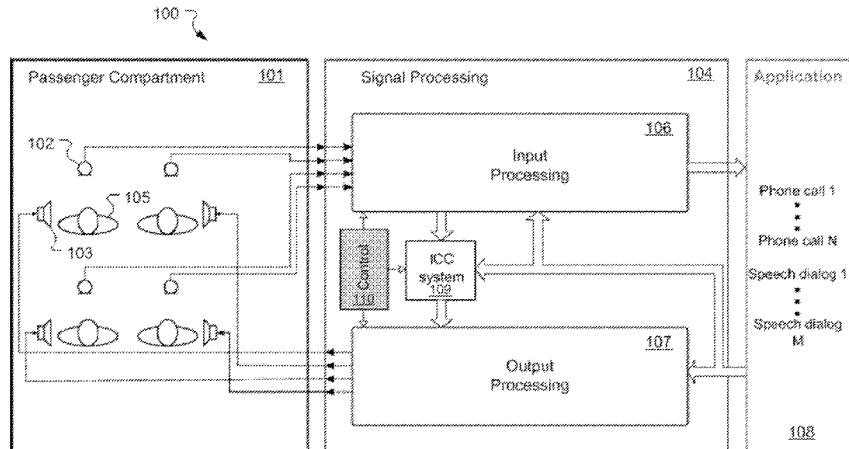 100
Passenger Compartment
101
Signal Processing
104
Application
102
105
103
106
Input
Processing
Control
110
ICC
system
109
107
Output
Processing
Phone call 1
Phone call N
Speech dialog 1
Speech dialog
M
108